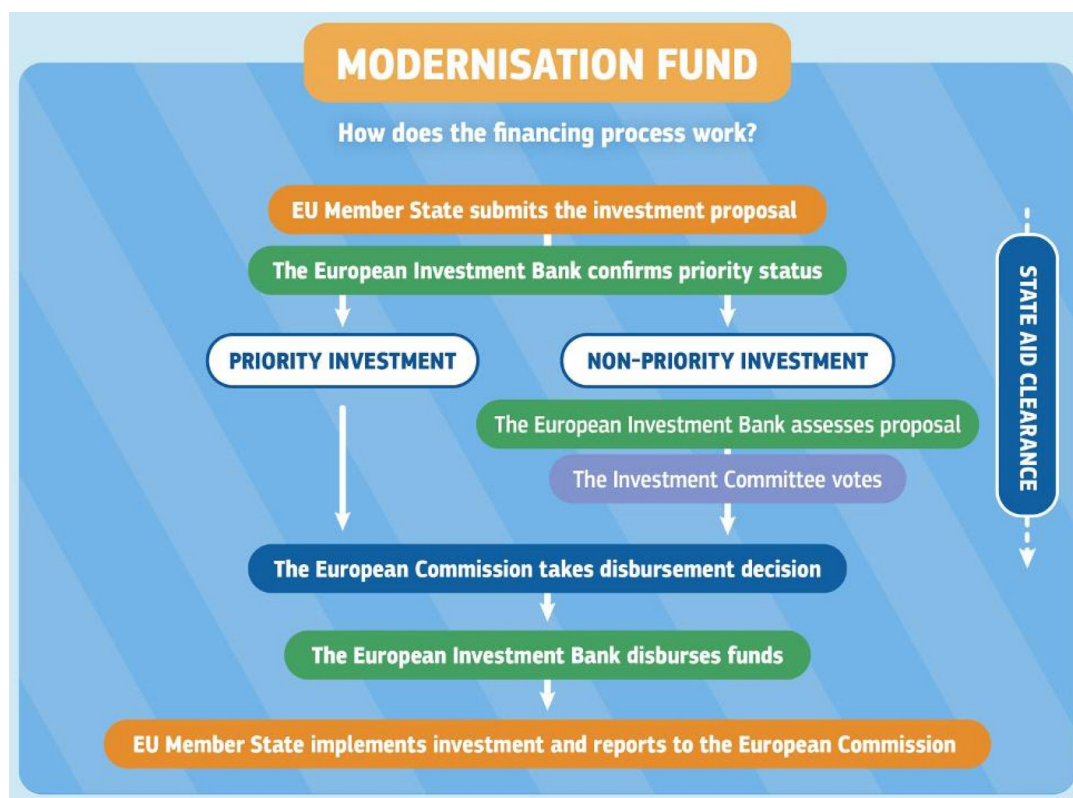 MODERNISATION FUND
How does the financing process work?
EU Member State submits the investment proposal
The European Investment Bank confirms priority status
PRIORITY INVESTMENT
NON-PRIORITY INVESTMENT
The European Investment Bank assesses proposal
The Investment Committee votes
The European Commission takes disbursement decision
The European Investment Bank disburses funds
EU Member State implements investment and reports to the European Commission
STATE AID CLEARANCE